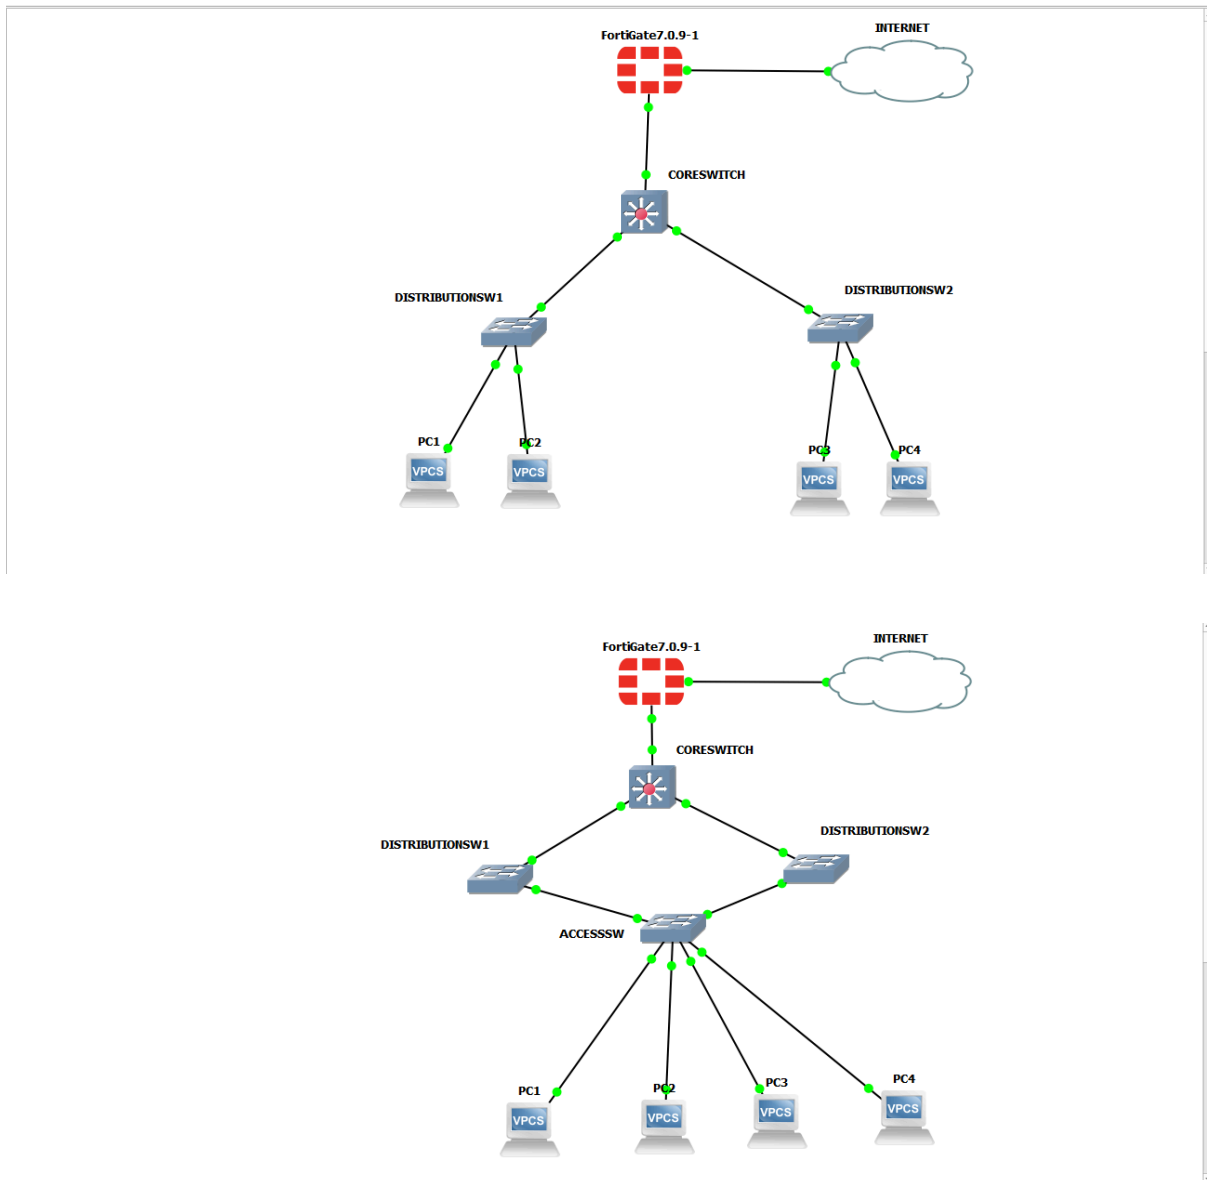 INTERNET
FortiGate7.0.9-1
CORESWITCH
DISTRIBUTIONSW1
DISTRIBUTIONSW2
PC1
PC2
PC3
PC4
VPCS
VPCS
VPCS
VPCS
INTERNET
FortiGate7.0.9-1
CORESWITCH
DISTRIBUTIONSW2
DISTRIBUTIONSW1
ACCESSSW
PC1
PC2
PC3
PC4
VPCS
VPCS
VPCS
VPCS